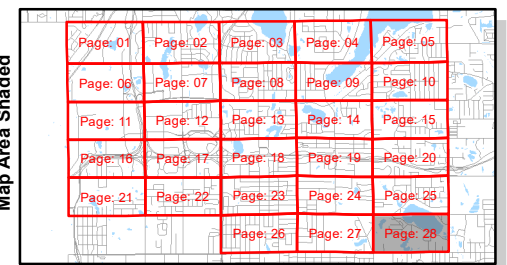 Map Area Shaded
Page: 01 Page: 02 Page: 03 Page: 04 Page: 05
Page: 06 Page: 07 Page: 08 Page: 09 Page: 10
Page: 11 Page: 12 Page: 13 Page: 14 Page: 15
Page: 16 Page: 17 Page: 18 Page: 19 Page: 20
Page: 21 Page: 22 Page: 23 Page: 24 Page: 25
Page: 26 Page: 27 Page: 28